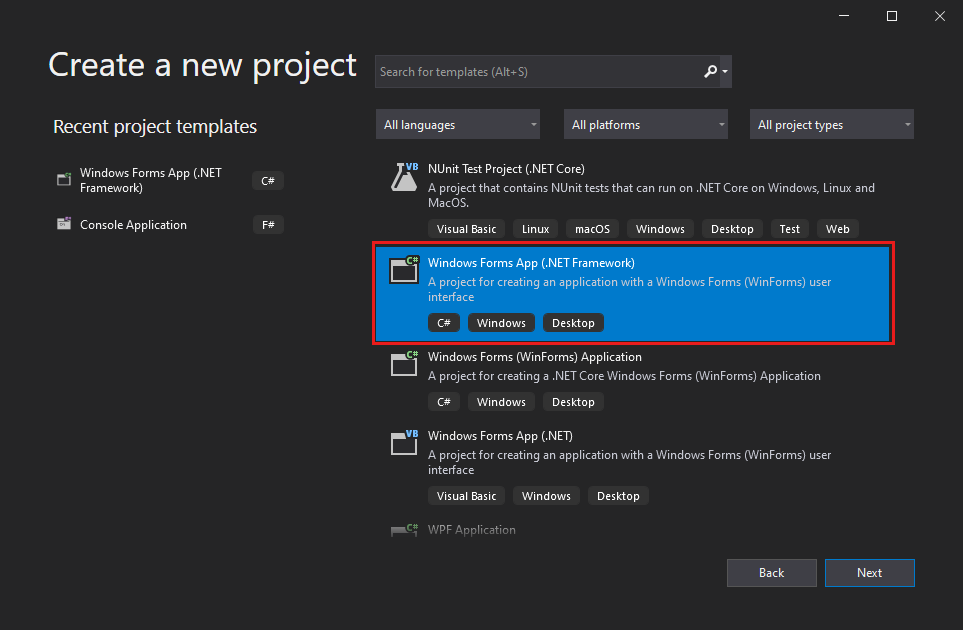 Create a new project
Search for templates (Alt+S)
All languages
All platforms
All project types
Recent project templates
Windows Forms App (.NET
Framework)
C#
Console Application
F#
VB
NUnit Test Project (.NET Core)
A project that contains NUnit tests that can run on .NET Core on Windows, Linux and
MacOS.
Visual Basic Linux macOS Windows Desktop Test Web
C#
Windows Forms App (.NET Framework)
A project for creating an application with a Windows Forms (WinForms) user
interface
C# Windows Desktop
C#
Windows Forms (WinForms) Application
A project for creating a .NET Core Windows Forms (WinForms) Application
C# Windows Desktop
VB
Windows Forms App (.NET)
A project for creating an application with a Windows Forms (WinForms) user
interface
Visual Basic Windows Desktop
C#
WPF Application
Back
Next